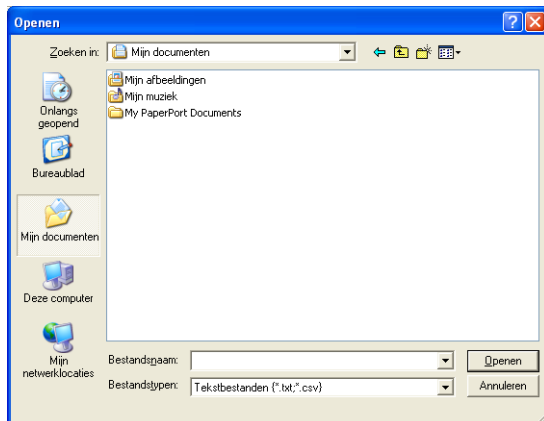 Openen
Zoeken in: Mijn documenten
Mijn afbeeldingen
Mijn muziek
My PaperPort Documents
Onlangs
geopend
Bureaublad
Mijn documenten
Deze computer
Mijn
netwerklocaties
Bestandsnaam:
Openen
Bestandstypen: Tekstbestanden {*.txt;*.csv}
Annuleren